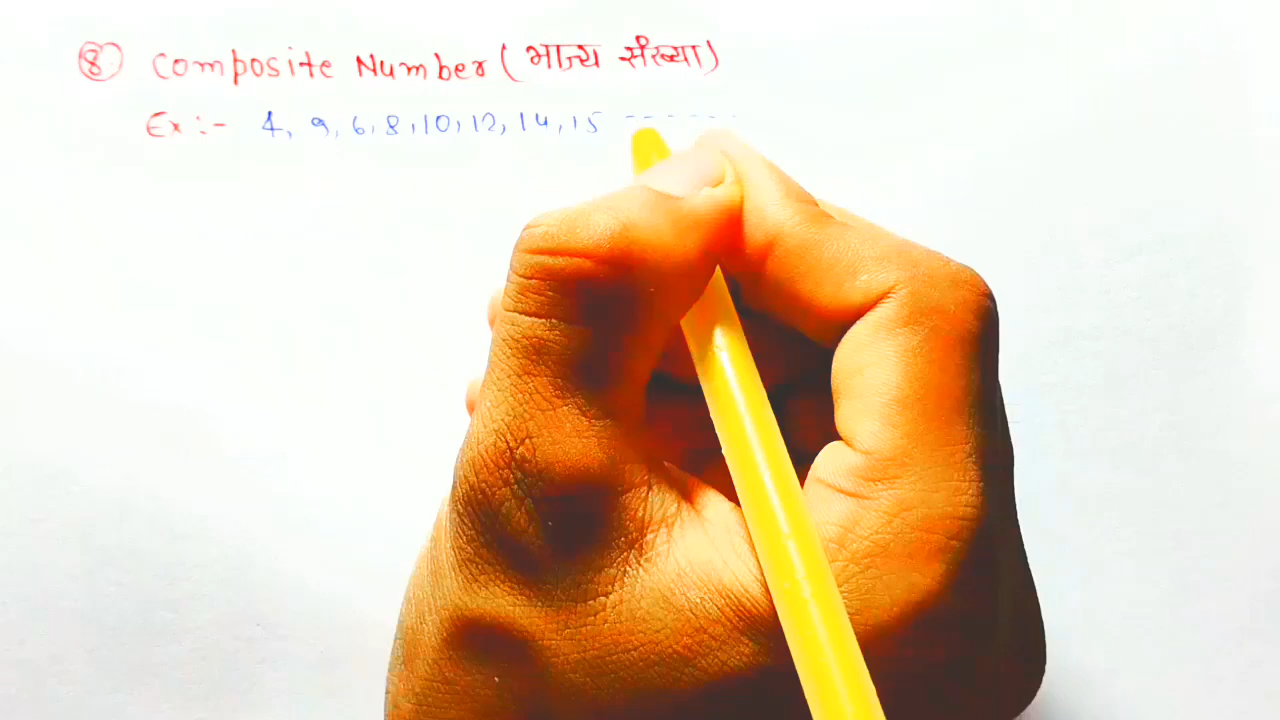 ⑧ Composite Number (भाज्य संख्या)
Ex :- 4, 9, 6, 8, 10, 12, 14, 15 ------